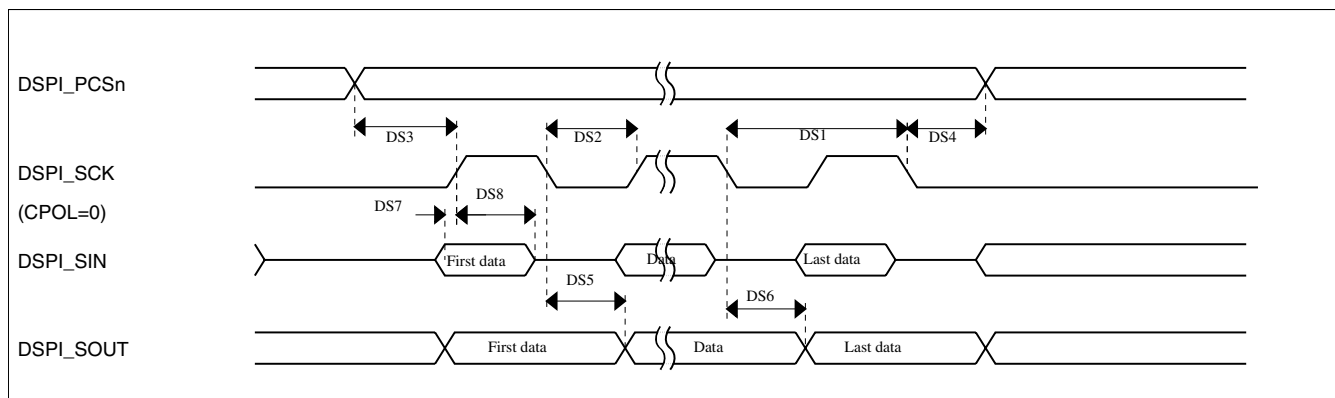 DSPI_PCSn
DS3
DS2
DS1
DS4
DSPI_SCK
(CPOL=0)
DS7
DS8
DSPI_SIN
First data
Data
Last data
DS5
DS6
DSPI_SOUT
First data
Data
Last data